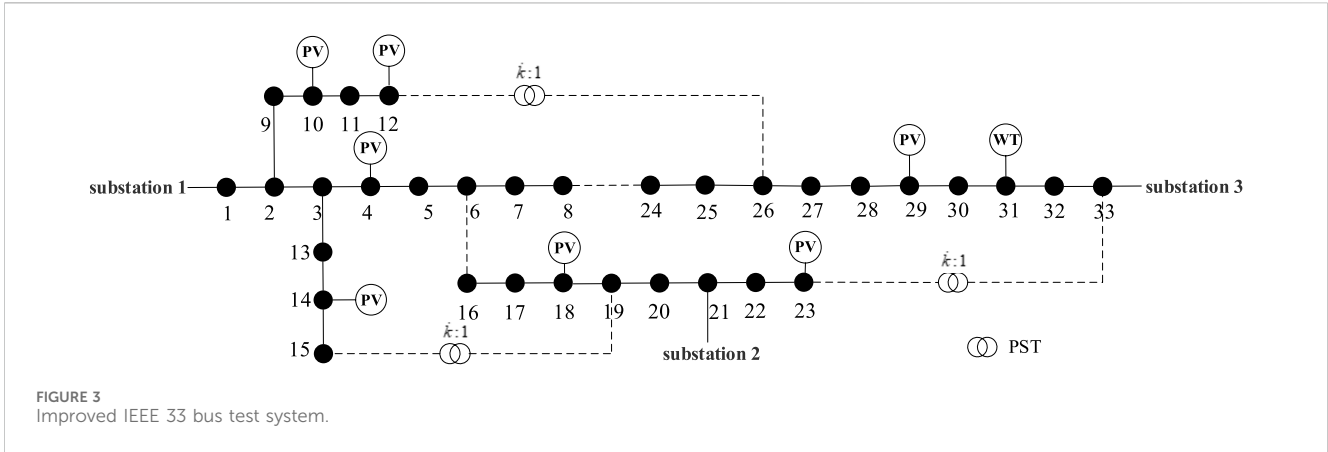 PV PV
k̇:1
9 10 11 12
PV PV WT
substation 1 substation 3
1 2 3 4 5 6 7 8 24 25 26 27 28 29 30 31 32 33
13 PV PV
k̇:1
14 PV
16 17 18 19 20 21 22 23
k̇:1
15 substation 2 PST
FIGURE 3
Improved IEEE 33 bus test system.